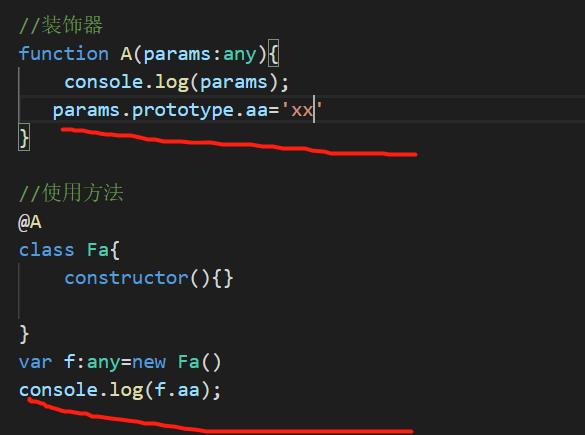 //装饰器
function A(params:any){
console.log(params);
params.prototype.aa='xx'
}
//使用方法
@A
class Fa{
constructor(){}
}
var f:any=new Fa()
console.log(f.aa);